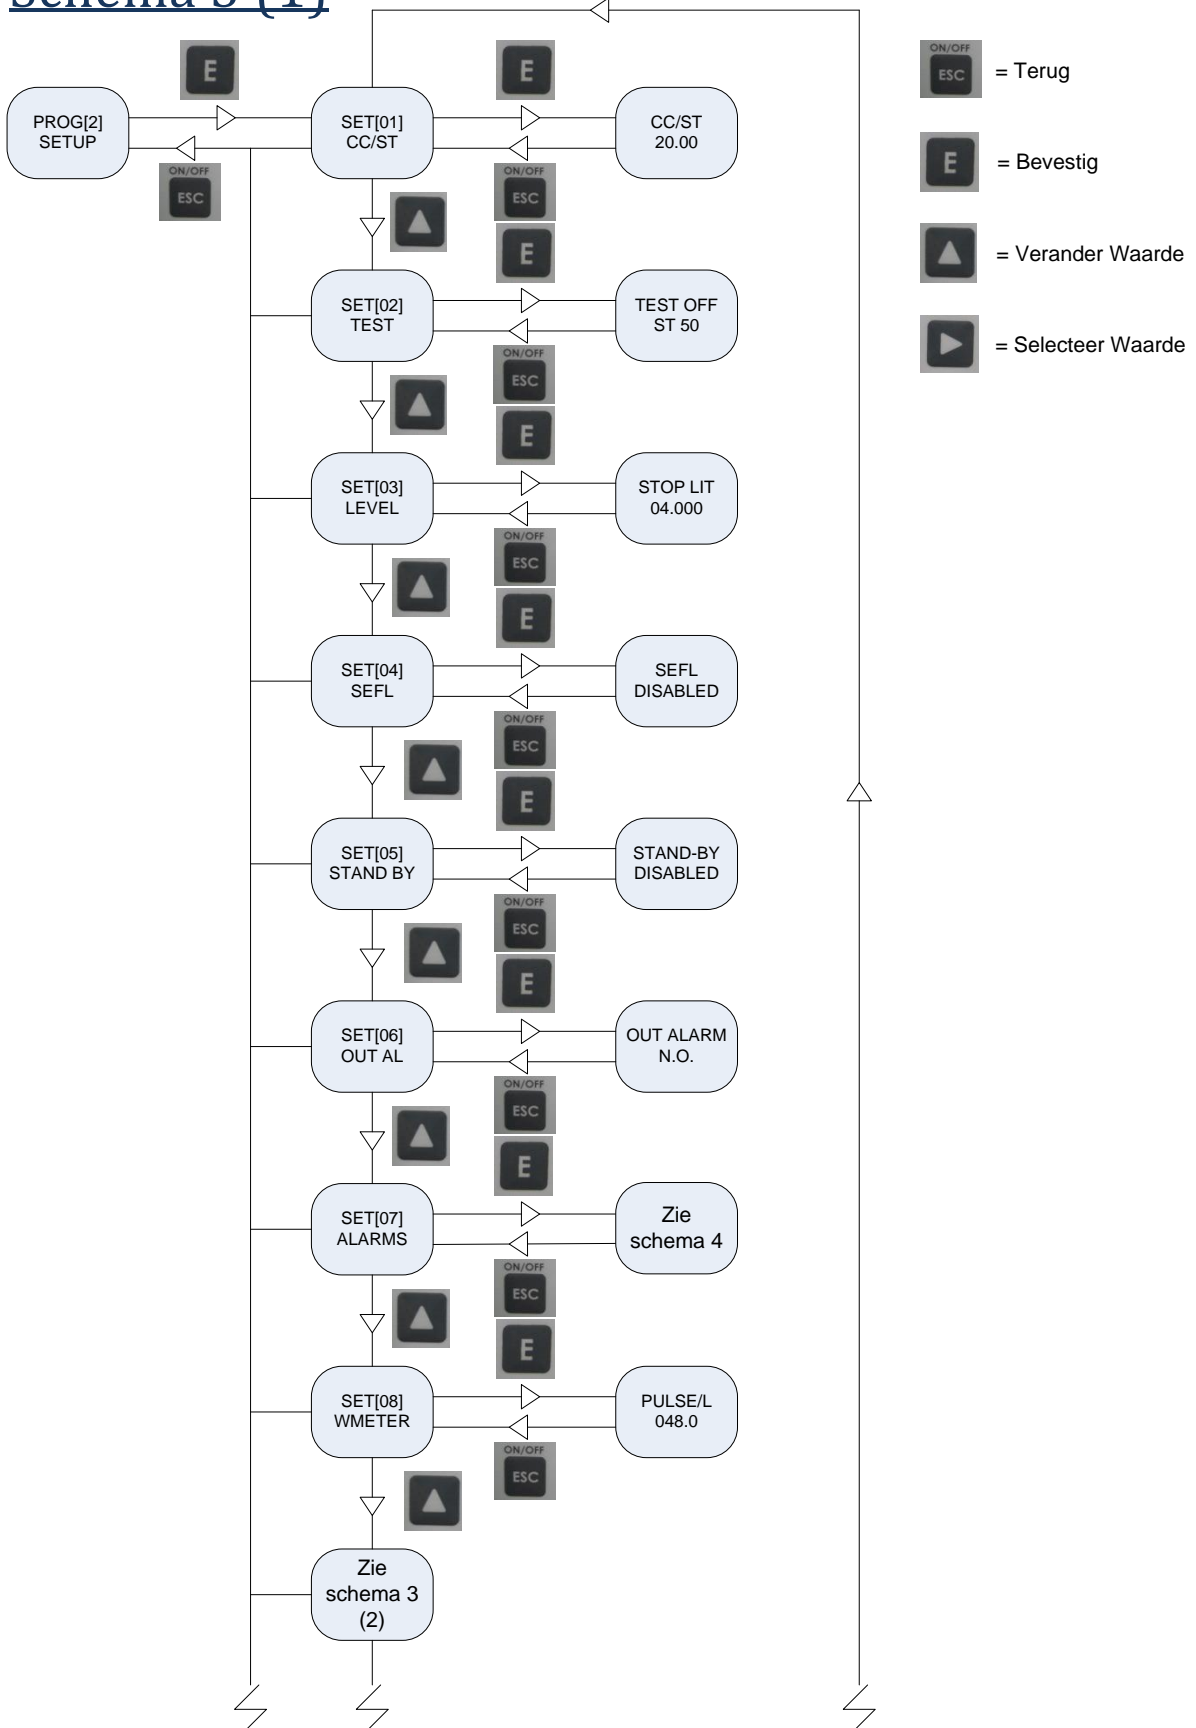 Schema 3 (1)
E
E
ON/OFF
ESC
= Terug
PROG[2]
SETUP
SET[01]
CC/ST
CC/ST
20.00
E
= Bevestig
ON/OFF
ESC
ON/OFF
ESC
E
= Verander Waarde
SET[02]
TEST
TEST OFF
ST 50
= Selecteer Waarde
ON/OFF
ESC
E
SET[03]
LEVEL
STOP LIT
04.000
ON/OFF
ESC
E
SET[04]
SEFL
SEFL
DISABLED
ON/OFF
ESC
E
SET[05]
STAND BY
STAND-BY
DISABLED
ON/OFF
ESC
E
SET[06]
OUT AL
OUT ALARM
N.O.
ON/OFF
ESC
E
SET[07]
ALARMS
Zie
schema 4
ON/OFF
ESC
E
SET[08]
WMETER
PULSE/L
048.0
ON/OFF
ESC
Zie
schema 3
(2)